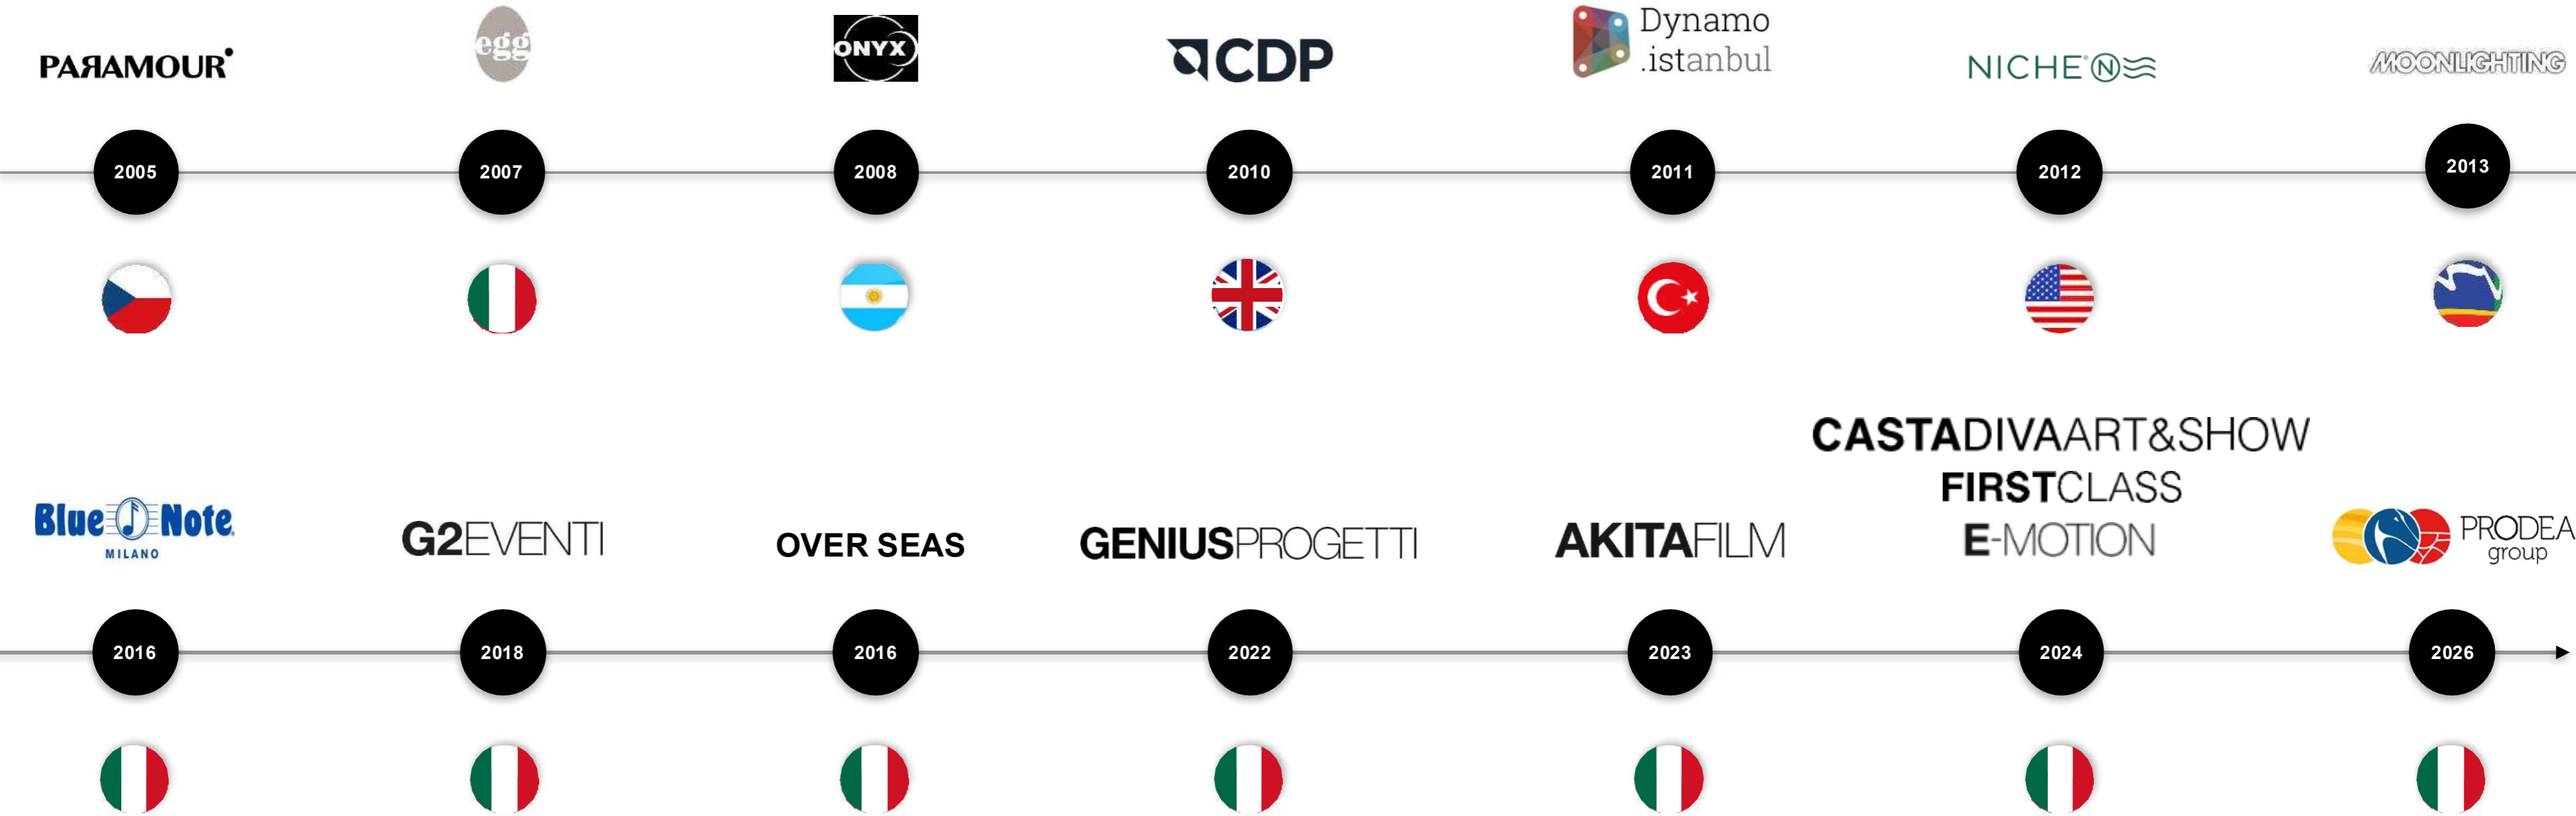 PAЯAMOUR
egg
ONYX
CDP
Dynamo
.istanbul
NICHE N
MOONLIGHTING
2005
2007
2008
2010
2011
2012
2013
CASTADIVAART&SHOW
FIRSTCLASS
E-MOTION
Blue Note
MILANO
G2EVENTI
OVER SEAS
GENIUSPROGETTI
AKITAFILM
PRODEA
group
2016
2018
2016
2022
2023
2024
2026